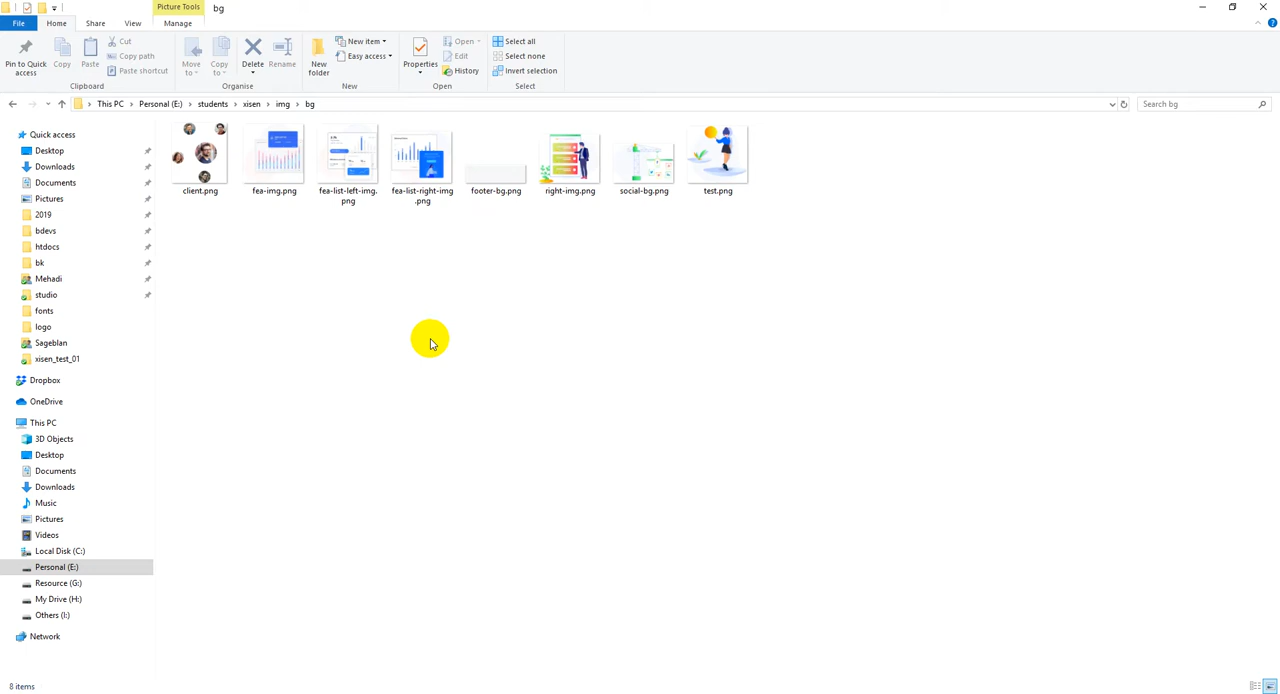 Picture Tools
bg
File
Home
Share
View
Manage
Pin to Quick
access
Copy
Paste
Cut
Copy path
Paste shortcut
Clipboard
Move
to
Copy
to
Delete
Rename
Organise
New
folder
New item
Easy access
New
Properties
Open
Edit
History
Open
Select all
Select none
Invert selection
Select
This PC > Personal (E:) > students > xisen > img > bg
Search bg
Quick access
Desktop
Downloads
Documents
Pictures
2019
bdevs
htdocs
bk
Mehadi
studio
fonts
logo
Sageblan
xisen_test_01
Dropbox
OneDrive
This PC
3D Objects
Desktop
Documents
Downloads
Music
Pictures
Videos
Local Disk (C:)
Personal (E:)
Resource (G:)
My Drive (H:)
Others (I:)
Network
client.png
fea-img.png
fea-list-left-img.
png
fea-list-right-img
.png
footer-bg.png
right-img.png
social-bg.png
test.png
8 items